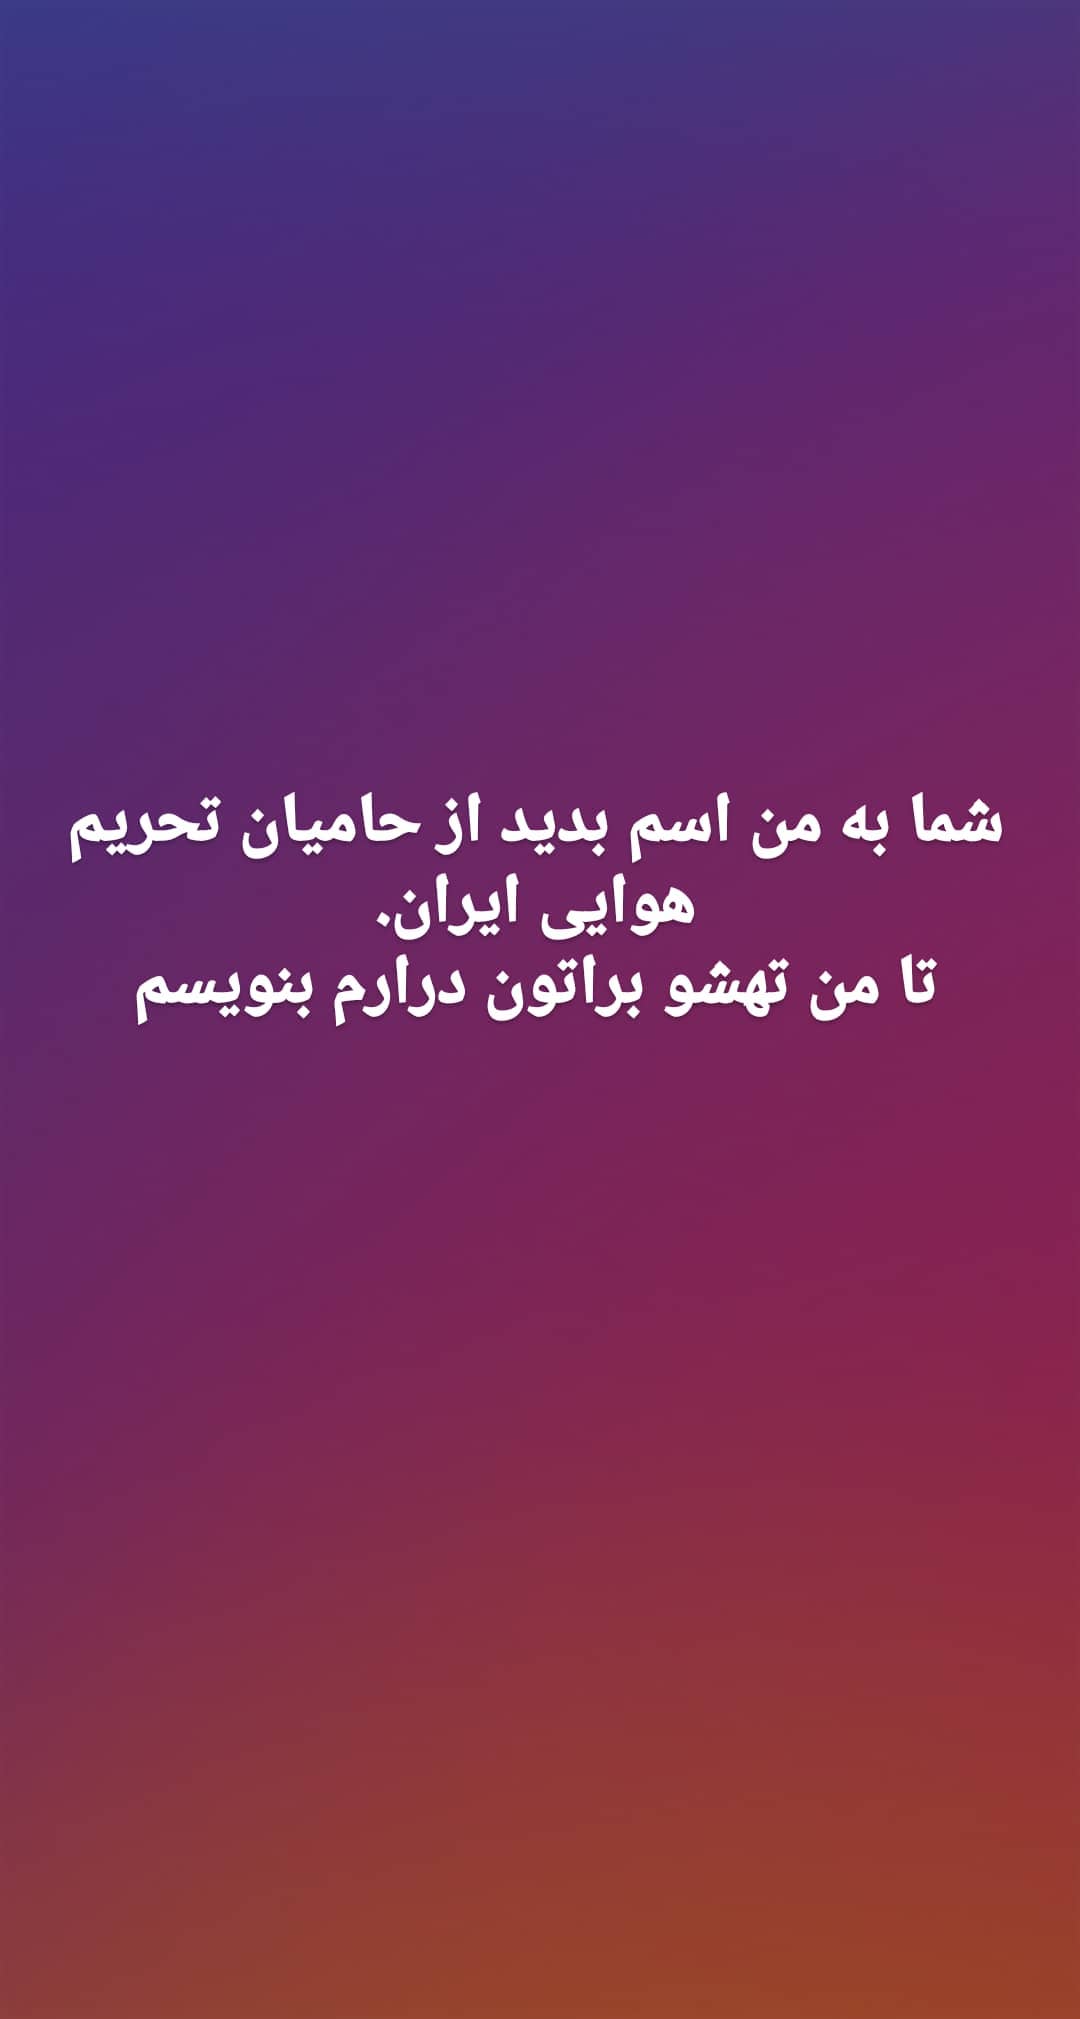 شما به من اسم بدید از حامیان تحریم
هوایی ایران.
تا من تهشو براتون درارم بنویسم